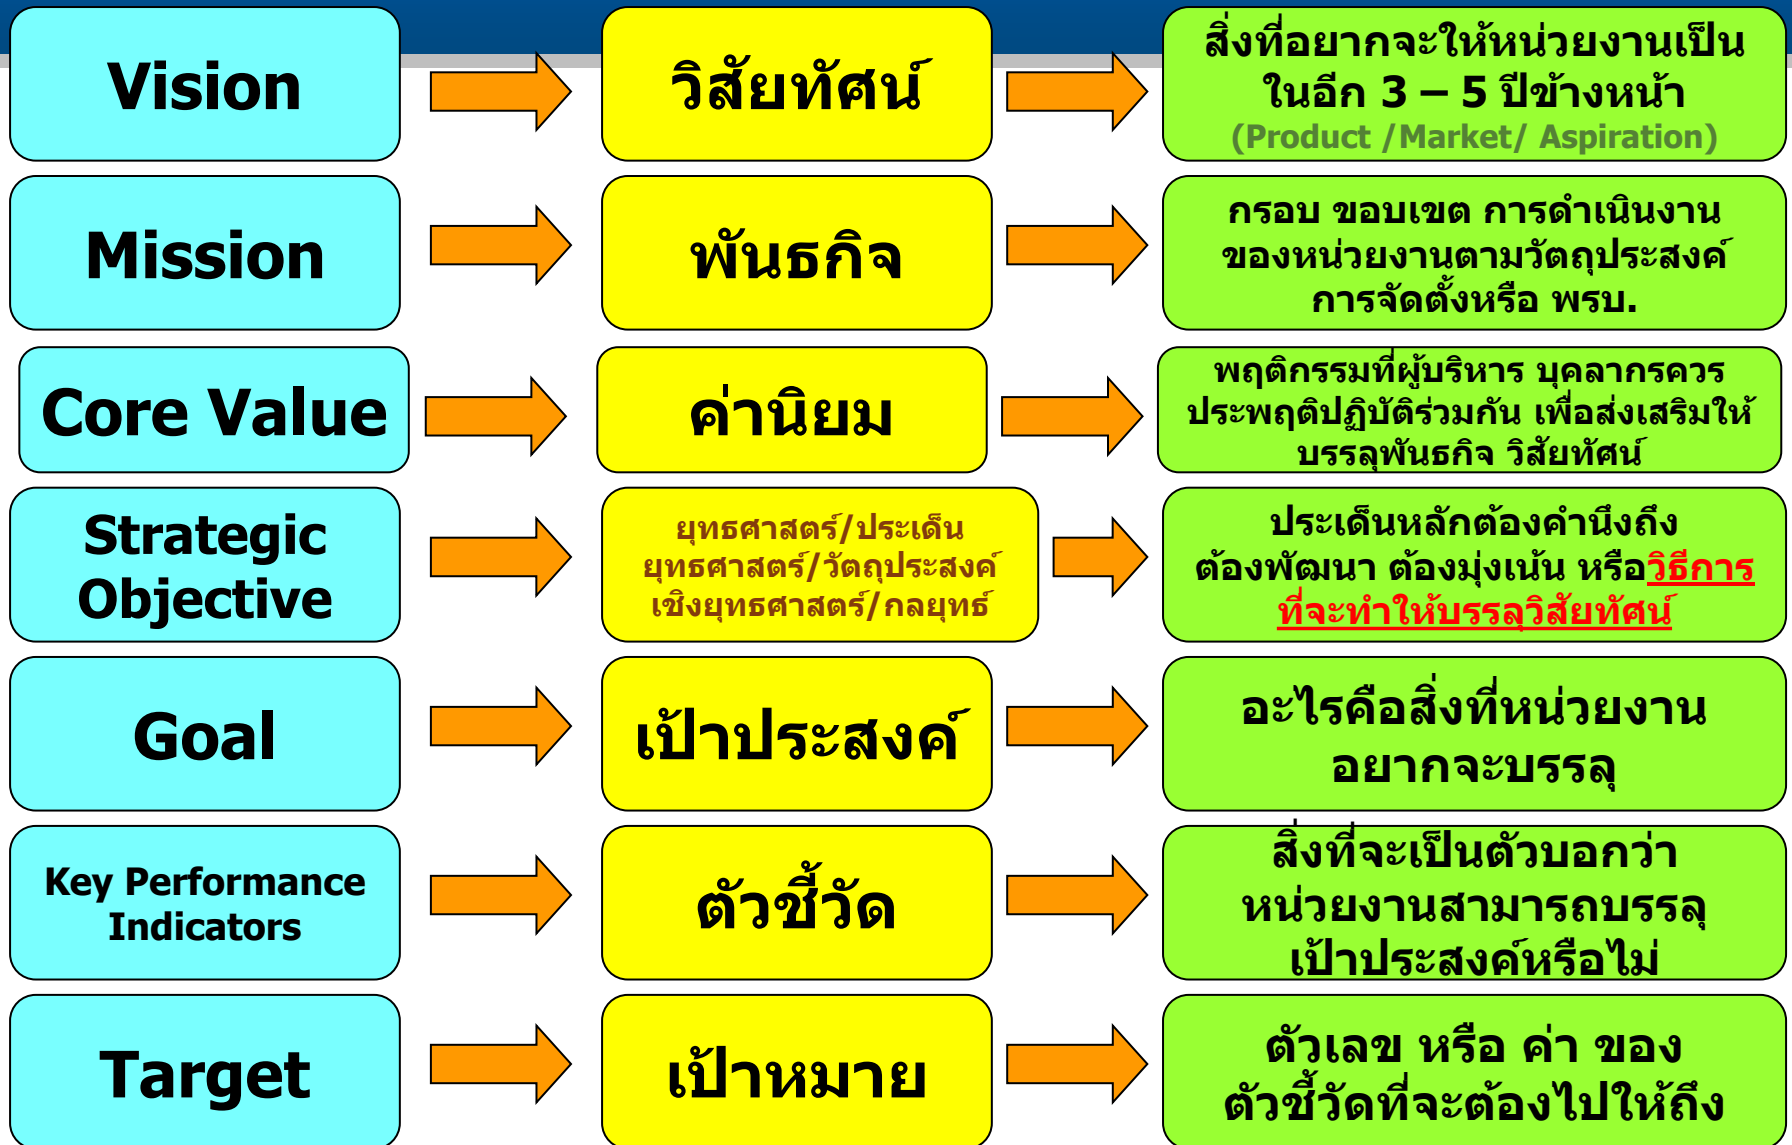 Vision
วิสัยทัศน์
สิ่งที่อยากจะให้หน่วยงานเป็น
ในอีก 3 – 5 ปีข้างหน้า
(Product /Market/ Aspiration)
Mission
พันธกิจ
กรอบ ขอบเขต การดำเนินงาน
ของหน่วยงานตามวัตถุประสงค์
การจัดตั้งหรือ พรบ.
Core Value
ค่านิยม
พฤติกรรมที่ผู้บริหาร บุคลากรควร
ประพฤติปฏิบัติร่วมกัน เพื่อส่งเสริมให้
บรรลุพันธกิจ วิสัยทัศน์
Strategic
Objective
ยุทธศาสตร์/ประเด็น
ยุทธศาสตร์/วัตถุประสงค์
เชิงยุทธศาสตร์/กลยุทธ์
ประเด็นหลักต้องคำนึงถึง
ต้องพัฒนา ต้องมุ่งเน้น หรือวิธีการ
ที่จะทำให้บรรลุวิสัยทัศน์
Goal
เป้าประสงค์
อะไรคือสิ่งที่หน่วยงาน
อยากจะบรรลุ
Key Performance
Indicators
ตัวชี้วัด
สิ่งที่จะเป็นตัวบอกว่า
หน่วยงานสามารถบรรลุ
เป้าประสงค์หรือไม่
Target
เป้าหมาย
ตัวเลข หรือ ค่า ของ
ตัวชี้วัดที่จะต้องไปให้ถึง